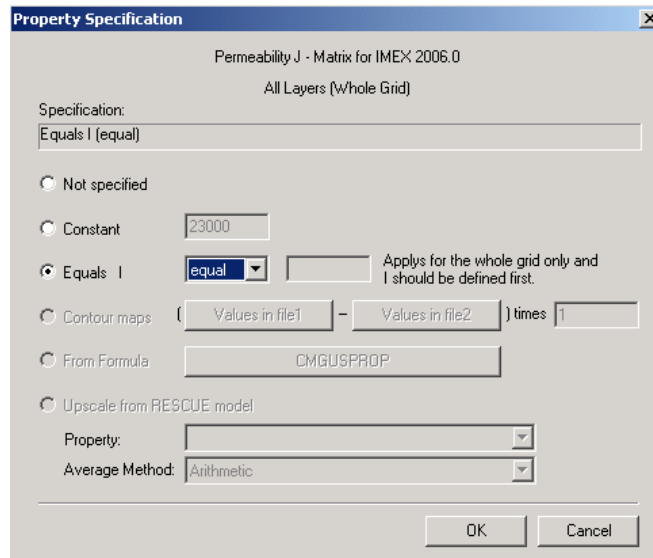 Property Specification
Permeability J - Matrix for IMEX 2006.0
All Layers (Whole Grid)
Specification:
Equals I (equal)
Not specified
Constant 23000
Equals I equal Applys for the whole grid only and
I should be defined first.
Contour maps ( Values in file1 - Values in file2 ) times 1
From Formula CMGUSPROP
Upscale from RESCUE model
Property:
Average Method: Arithmetic
OK Cancel